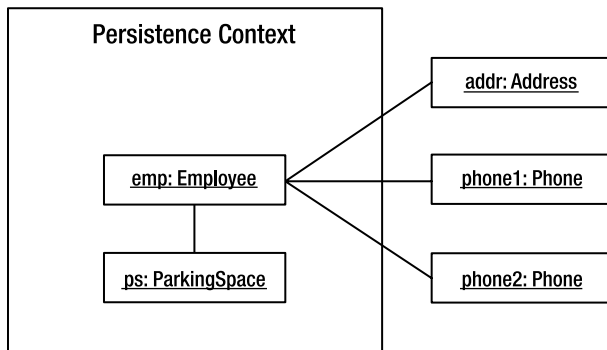 Persistence Context
addr: Address
emp: Employee
phone1: Phone
ps: ParkingSpace
phone2: Phone